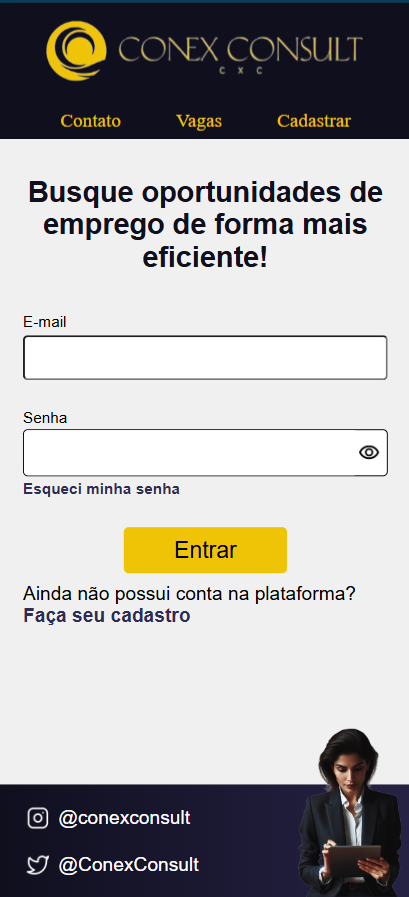 CONEX CONSULT
CXC
Contato Vagas Cadastrar
Busque oportunidades de
emprego de forma mais
eficiente!
E-mail
Senha
Esqueci minha senha
Entrar
Ainda não possui conta na plataforma?
Faça seu cadastro
@conexconsult
@ConexConsult